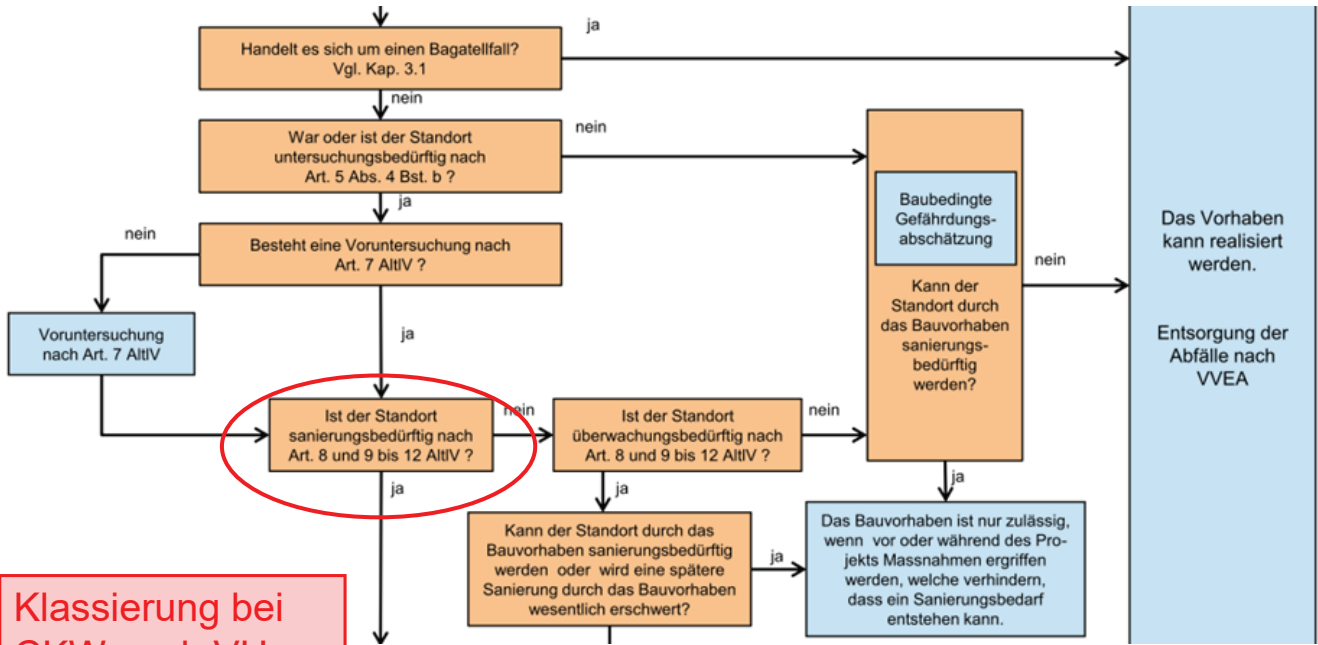 ja
Handelt es sich um einen Bagatellfall?
Vgl. Kap. 3.1
nein
War oder ist der Standort
untersuchungsbedürftig nach
Art. 5 Abs. 4 Bst. b ?
nein
ja
Besteht eine Voruntersuchung nach
Art. 7 AltlV ?
nein
Voruntersuchung
nach Art. 7 AltlV
ja
Baubedingte
Gefährdungs-
abschätzung
Kann der
Standort durch
das Bauvorhaben
sanierungs-
bedürftig
werden?
nein
Das Vorhaben
kann realisiert
werden.
Entsorgung der
Abfälle nach
VVEA
Ist der Standort
sanierungsbedürftig nach
Art. 8 und 9 bis 12 AltlV ?
nein
Ist der Standort
überwachungsbedürftig nach
Art. 8 und 9 bis 12 AltlV ?
nein
ja
ja
ja
Kann der Standort durch das
Bauvorhaben sanierungsbedürftig
werden oder wird eine spätere
Sanierung durch das Bauvorhaben
wesentlich erschwert?
ja
Das Bauvorhaben ist nur zulässig,
wenn vor oder während des Pro-
jekts Massnahmen ergriffen
werden, welche verhindern,
dass ein Sanierungsbedarf
entstehen kann.
Klassierung bei